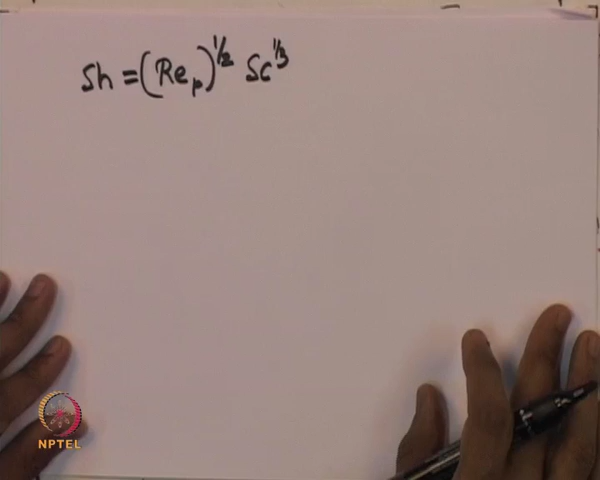 Sh = (Re_p)^{1/2} Sc^{1/3}
NPTEL